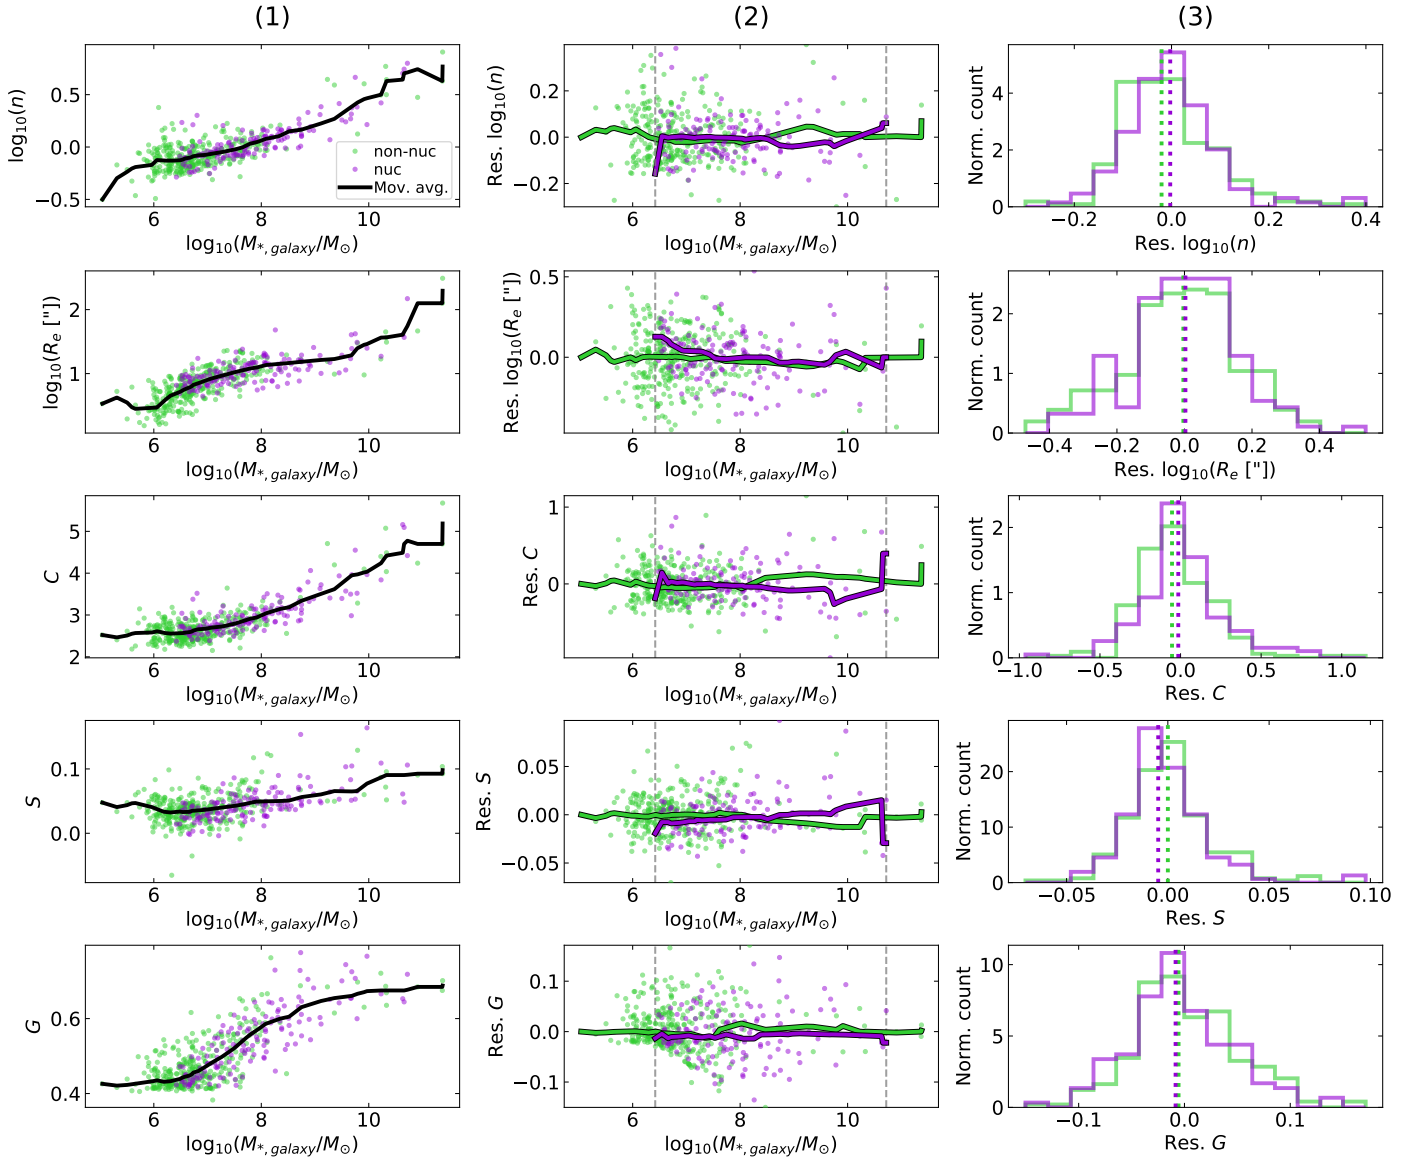 (1) (2) (3)
log₁₀(n)
0.5
0.0
−0.5
6 8 10
log₁₀(M*,galaxy/M⊙)
non-nuc
nuc
Mov. avg.
Res. log₁₀(n)
0.2
0.0
−0.2
6 8 10
log₁₀(M*,galaxy/M⊙)
Norm. count
4
2
0
−0.2 0.0 0.2 0.4
Res. log₁₀(n)
log₁₀(Rₑ ["])
2
1
6 8 10
log₁₀(M*,galaxy/M⊙)
Res. log₁₀(Rₑ ["])
0.5
0.0
6 8 10
log₁₀(M*,galaxy/M⊙)
Norm. count
2
1
0
−0.4 −0.2 0.0 0.2 0.4
Res. log₁₀(Rₑ ["])
C
5
4
3
2
6 8 10
log₁₀(M*,galaxy/M⊙)
Res. C
1
0
6 8 10
log₁₀(M*,galaxy/M⊙)
Norm. count
2
1
0
−1.0 −0.5 0.0 0.5 1.0
Res. C
S
0.1
0.0
6 8 10
log₁₀(M*,galaxy/M⊙)
Res. S
0.05
0.00
−0.05
6 8 10
log₁₀(M*,galaxy/M⊙)
Norm. count
20
10
0
−0.05 0.00 0.05 0.10
Res. S
G
0.6
0.4
6 8 10
log₁₀(M*,galaxy/M⊙)
Res. G
0.1
0.0
−0.1
6 8 10
log₁₀(M*,galaxy/M⊙)
Norm. count
10
5
0
−0.1 0.0 0.1
Res. G